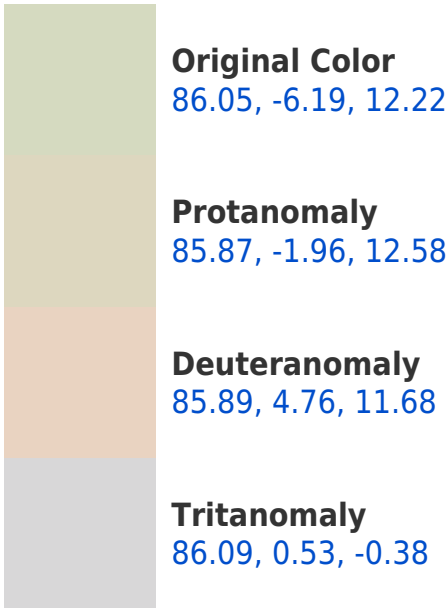 Original Color
86.05, -6.19, 12.22
Protanomaly
85.87, -1.96, 12.58
Deuteranomaly
85.89, 4.76, 11.68
Tritanomaly
86.09, 0.53, -0.38